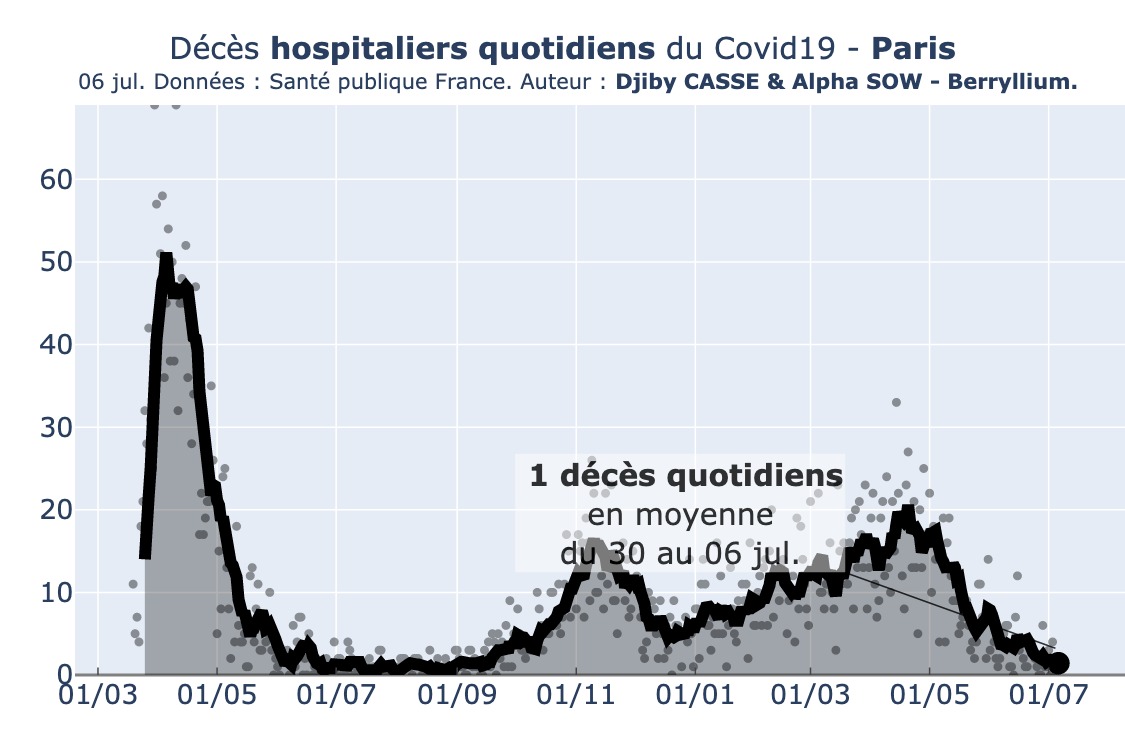 Décès hospitaliers quotidiens du Covid19 - Paris
06 jul. Données : Santé publique France. Auteur : Djiby CASSE & Alpha SOW - Berryllium.
60
50
40
30
20
10
0
1 décès quotidiens
en moyenne
du 30 au 06 jul.
01/03 01/05 01/07 01/09 01/11 01/01 01/03 01/05 01/07